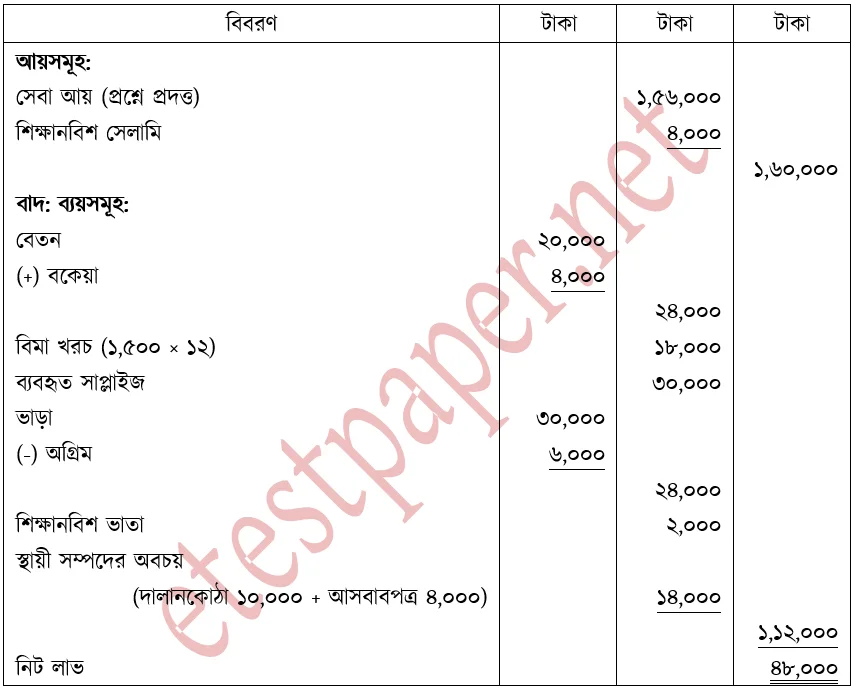 বিবরণ টাকা টাকা টাকা
আয়সমূহ:
সেবা আয় (প্রশ্নে প্রদত্ত) ১,৫৬,০০০
শিক্ষানবিশ সেলামি ৪,০০০
১,৬০,০০০
বাদ: ব্যয়সমূহ:
বেতন ২০,০০০
(+) বকেয়া ৪,০০০
২৪,০০০
বিমা খরচ (১,৫০০ × ১২) ১৮,০০০
ব্যবহৃত সাপ্লাইজ ৩০,০০০
ভাড়া ৩০,০০০
(-) অগ্রিম ৬,০০০
২৪,০০০
শিক্ষানবিশ ভাতা ২,০০০
স্থায়ী সম্পদের অবচয়
(দালানকোঠা ১০,০০০ + আসবাবপত্র ৪,০০০) ১৪,০০০
১,১২,০০০
নিট লাভ ৪৮,০০০
etestpaper.net